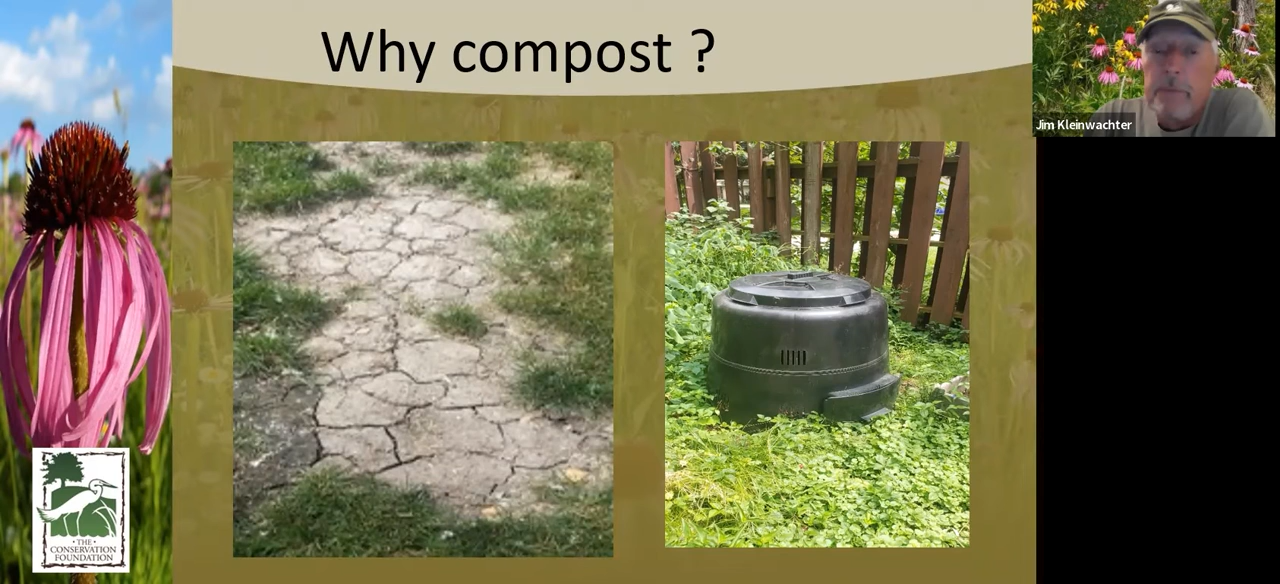 Why compost ?
Jim Kleinwachter
• THE •
CONSERVATION
FOUNDATION